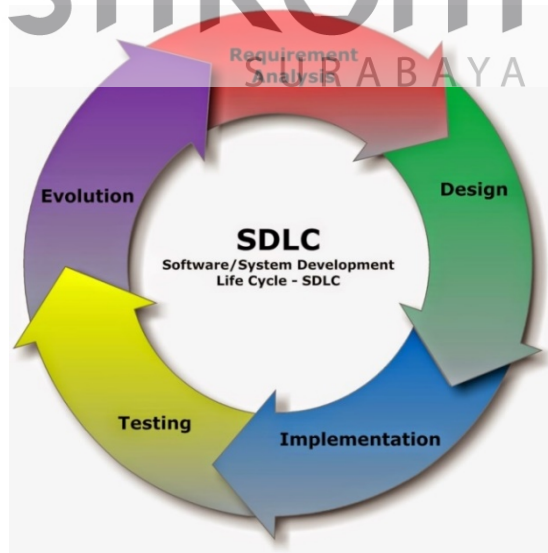 SURABAYA
Requirement
Analysis
Design
Evolution
SDLC
Software/System Development
Life Cycle - SDLC
Testing
Implementation